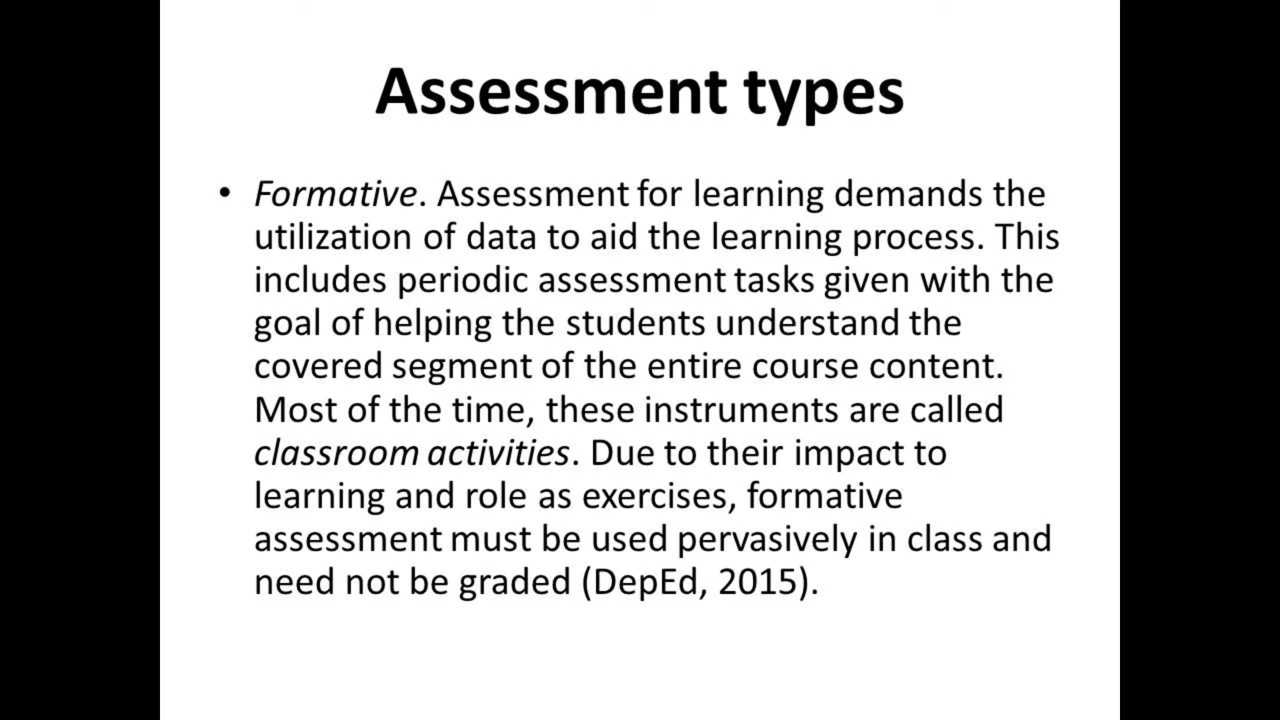 Assessment types
• Formative. Assessment for learning demands the
utilization of data to aid the learning process. This
includes periodic assessment tasks given with the
goal of helping the students understand the
covered segment of the entire course content.
Most of the time, these instruments are called
classroom activities. Due to their impact to
learning and role as exercises, formative
assessment must be used pervasively in class and
need not be graded (DepEd, 2015).